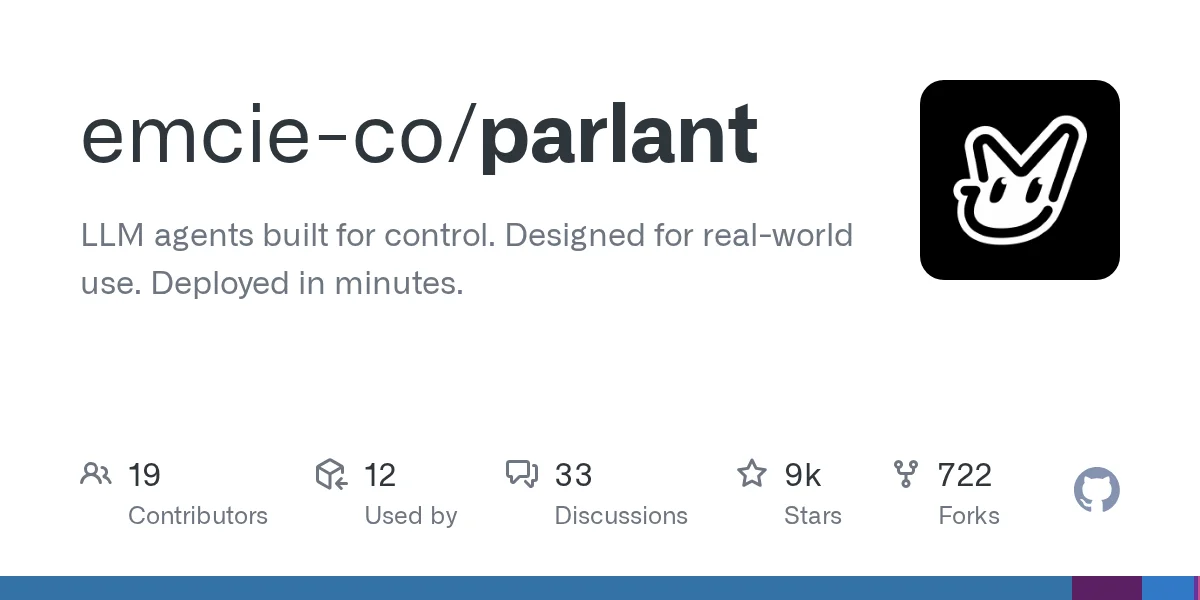 emcie-co/parlant
LLM agents built for control. Designed for real-world
use. Deployed in minutes.
19
Contributors
12
Used by
33
Discussions
9k
Stars
722
Forks